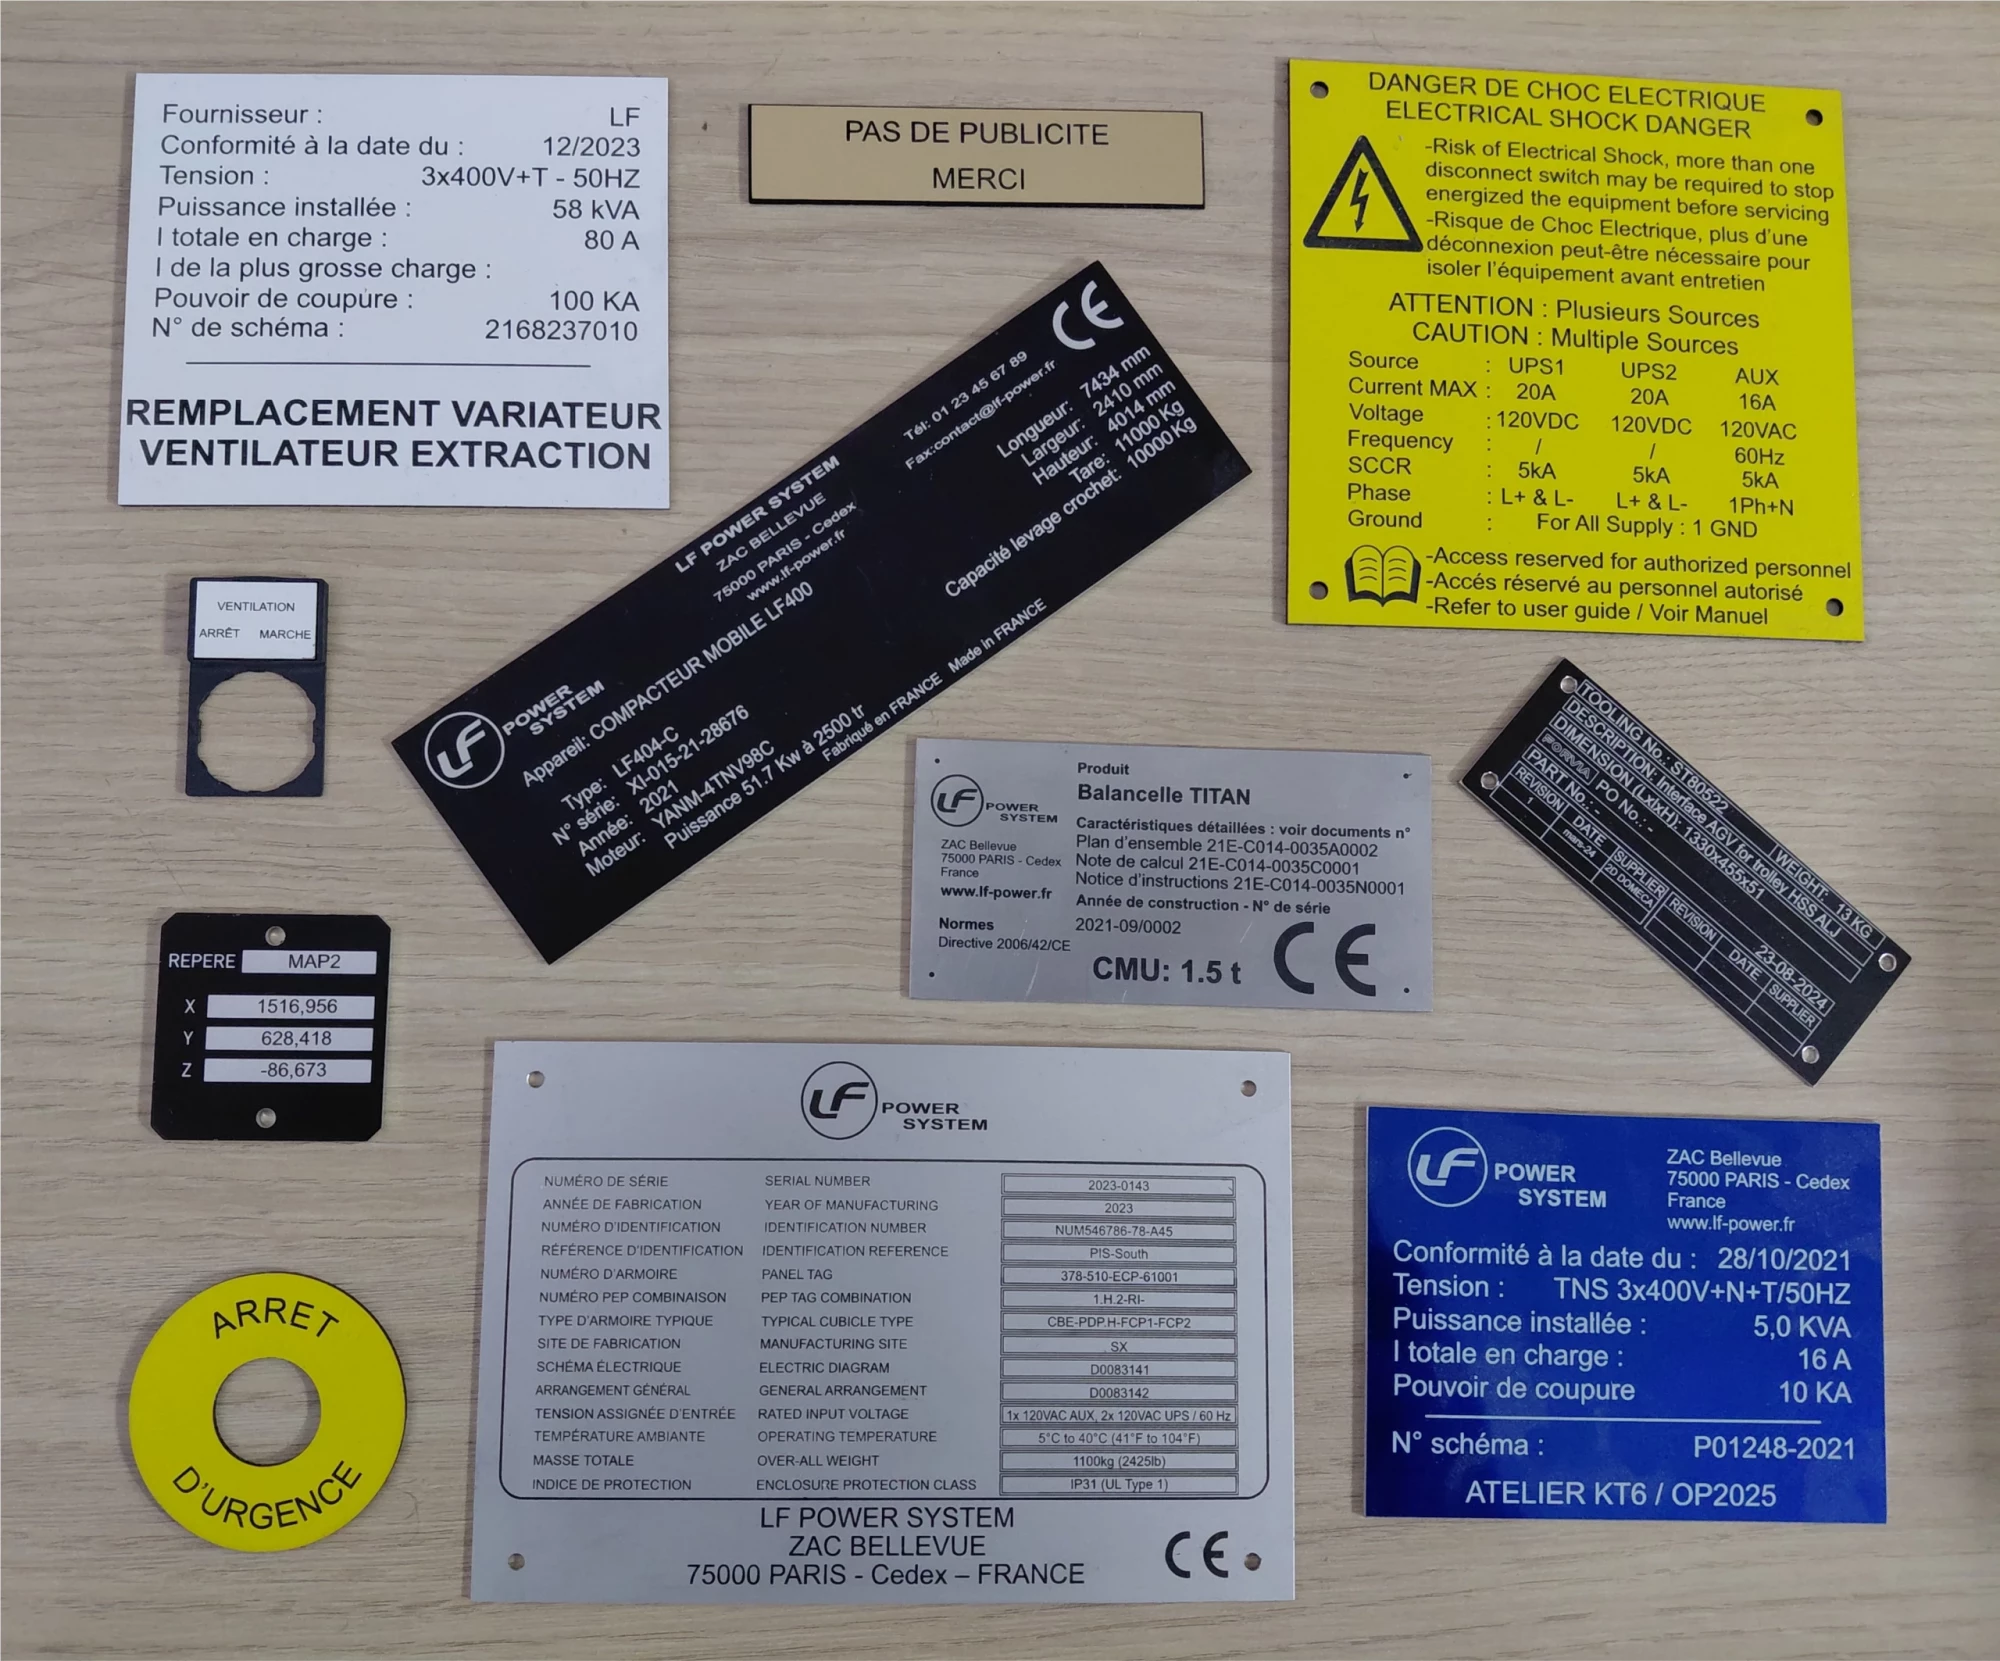 Fournisseur : LF
Conformité à la date du : 12/2023
Tension : 3x400V+T - 50HZ
Puissance installée : 58 kVA
I totale en charge : 80 A
I de la plus grosse charge :
Pouvoir de coupure : 100 KA
N° de schéma : 2168237010
REMPLACEMENT VARIATEUR
VENTILATEUR EXTRACTION
PAS DE PUBLICITE
MERCI
DANGER DE CHOC ELECTRIQUE
ELECTRICAL SHOCK DANGER
-Risk of Electrical Shock, more than one
disconnect switch may be required to stop
energized the equipment before servicing
-Risque de Choc Electrique, plus d'une
déconnexion peut-être nécessaire pour
isoler l'équipement avant entretien
ATTENTION : Plusieurs Sources
CAUTION : Multiple Sources
Source : UPS1 UPS2 AUX
Current MAX : 20A 20A 16A
Voltage : 120VDC 120VDC 120VAC
Frequency : / / 60Hz
SCCR : 5kA 5kA 5kA
Phase : L+ & L- L+ & L- 1Ph+N
Ground : For All Supply : 1 GND
-Access reserved for authorized personnel
-Accés réservé au personnel autorisé
-Refer to user guide / Voir Manuel
LF POWER
SYSTEM
LF POWER SYSTEM
ZAC BELLEVUE
75000 PARIS - Cedex
www.lf-power.fr
Tél: 01 23 45 67 89
Fax:contact@lf-power.fr
CE
Appareil: COMPACTEUR MOBILE LF400
Type: LF404-C
N° série: XI-015-21-28676
Année: 2021
Moteur: YANM-4TNV98C
Puissance 51.7 Kw à 2500 tr
Longueur: 7434 mm
Largeur: 2410 mm
Hauteur: 4014 mm
Tare: 11000 Kg
Capacité levage crochet: 10000Kg
Fabriqué en FRANCE Made in FRANCE
VENTILATION
ARRÊT MARCHE
LF POWER
SYSTEM
ZAC Bellevue
75000 PARIS - Cedex
France
www.lf-power.fr
Normes
Directive 2006/42/CE
Produit
Balancelle TITAN
Caractéristiques détaillées : voir documents n°
Plan d'ensemble 21E-C014-0035A0002
Note de calcul 21E-C014-0035C0001
Notice d'instructions 21E-C014-0035N0001
Année de construction - N° de série
2021-09/0002
CMU: 1.5 t CE
TOOLING No.: ST80522 WEIGHT: 13 KG
DESCRIPTION: Interface AGV for trolley HSS ALJ
DIMENSION (LxlxH): 1330x455x51
FORVIA PO No.: - 23-08-2024
PART No.: -
REVISION DATE SUPPLIER REVISION DATE SUPPLIER
1 mars-24 2D DOMECA
REPERE MAP2
X 1516,956
Y 628,418
Z -86,673
LF POWER
SYSTEM
NUMÉRO DE SÉRIE SERIAL NUMBER 2023-0143
ANNÉE DE FABRICATION YEAR OF MANUFACTURING 2023
NUMÉRO D'IDENTIFICATION IDENTIFICATION NUMBER NUM546786-78-A45
RÉFÉRENCE D'IDENTIFICATION IDENTIFICATION REFERENCE PIS-South
NUMÉRO D'ARMOIRE PANEL TAG 378-510-ECP-61001
NUMÉRO PEP COMBINAISON PEP TAG COMBINATION 1.H.2-RI-
TYPE D'ARMOIRE TYPIQUE TYPICAL CUBICLE TYPE CBE-PDP.H-FCP1-FCP2
SITE DE FABRICATION MANUFACTURING SITE SX
SCHÉMA ÉLECTRIQUE ELECTRIC DIAGRAM D0083141
ARRANGEMENT GÉNÉRAL GENERAL ARRANGEMENT D0083142
TENSION ASSIGNÉE D'ENTRÉE RATED INPUT VOLTAGE 1x 120VAC AUX, 2x 120VAC UPS / 60 Hz
TEMPÉRATURE AMBIANTE OPERATING TEMPERATURE 5°C to 40°C (41°F to 104°F)
MASSE TOTALE OVER-ALL WEIGHT 1100kg (2425lb)
INDICE DE PROTECTION ENCLOSURE PROTECTION CLASS IP31 (UL Type 1)
LF POWER SYSTEM
ZAC BELLEVUE
75000 PARIS - Cedex – FRANCE
CE
LF POWER
SYSTEM
ZAC Bellevue
75000 PARIS - Cedex
France
www.lf-power.fr
Conformité à la date du : 28/10/2021
Tension : TNS 3x400V+N+T/50HZ
Puissance installée : 5,0 KVA
I totale en charge : 16 A
Pouvoir de coupure 10 KA
N° schéma : P01248-2021
ATELIER KT6 / OP2025
ARRET
D'URGENCE